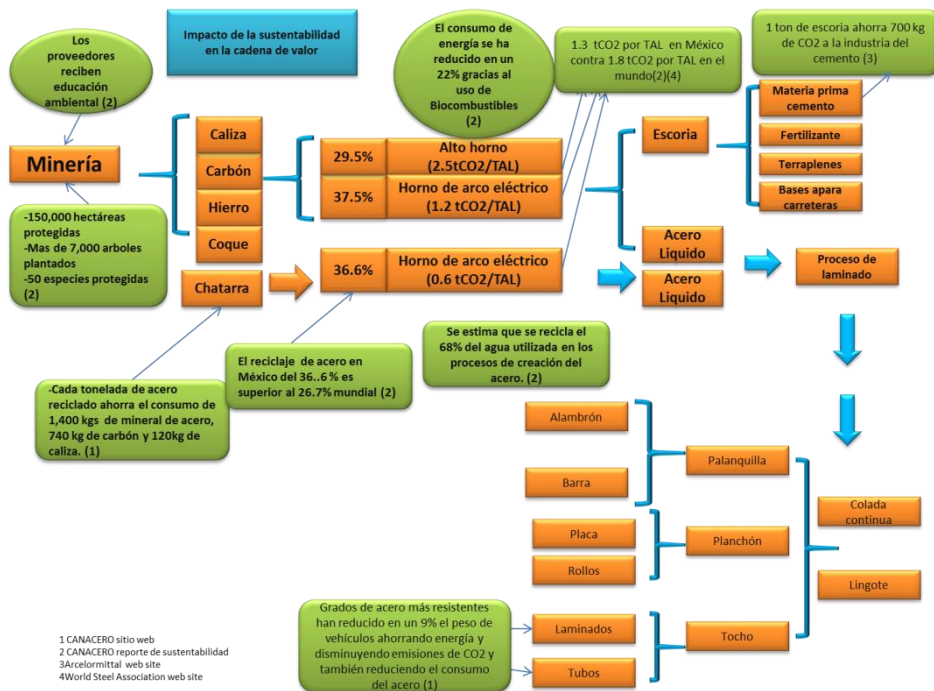 Los
proveedores
reciben
educación
ambiental (2)
Impacto de la sustentabilidad
en la cadena de valor
El consumo de
energía se ha
reducido en un
22% gracias al
uso de
Biocombustibles
(2)
1.3 tCO2 por TAL en México
contra 1.8 tCO2 por TAL en el
mundo(2)(4)
1 ton de escoria ahorra 700 kg
de CO2 a la industria del
cemento (3)
Minería
Caliza
Carbón
Hierro
Coque
Chatarra
29.5%
Alto horno
(2.5tCO2/TAL)
37.5%
Horno de arco eléctrico
(1.2 tCO2/TAL)
36.6%
Horno de arco eléctrico
(0.6 tCO2/TAL)
Escoria
Materia prima
cemento
Fertilizante
Terraplenes
Bases apara
carreteras
Acero
Liquido
Acero
Liquido
Proceso de
laminado
-150,000 hectáreas
protegidas
-Mas de 7,000 arboles
plantados
-50 especies protegidas
(2)
-Cada tonelada de acero
reciclado ahorra el consumo de
1,400 kgs de mineral de acero,
740 kg de carbón y 120kg de
caliza. (1)
El reciclaje de acero en
México del 36..6 % es
superior al 26.7% mundial (2)
Se estima que se recicla el
68% del agua utilizada en los
procesos de creación del
acero. (2)
Alambrón
Barra
Palanquilla
Placa
Rollos
Planchón
Laminados
Tubos
Tocho
Colada
continua
Lingote
Grados de acero más resistentes
han reducido en un 9% el peso de
vehículos ahorrando energía y
disminuyendo emisiones de CO2 y
también reduciendo el consumo
del acero (1)
1 CANACERO sitio web
2 CANACERO reporte de sustentabilidad
3Arcelormittal web site
4World Steel Association web site